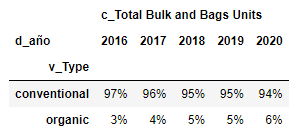 c_Total Bulk and Bags Units
d_año 2016 2017 2018 2019 2020
v_Type
conventional 97% 96% 95% 95% 94%
organic 3% 4% 5% 5% 6%